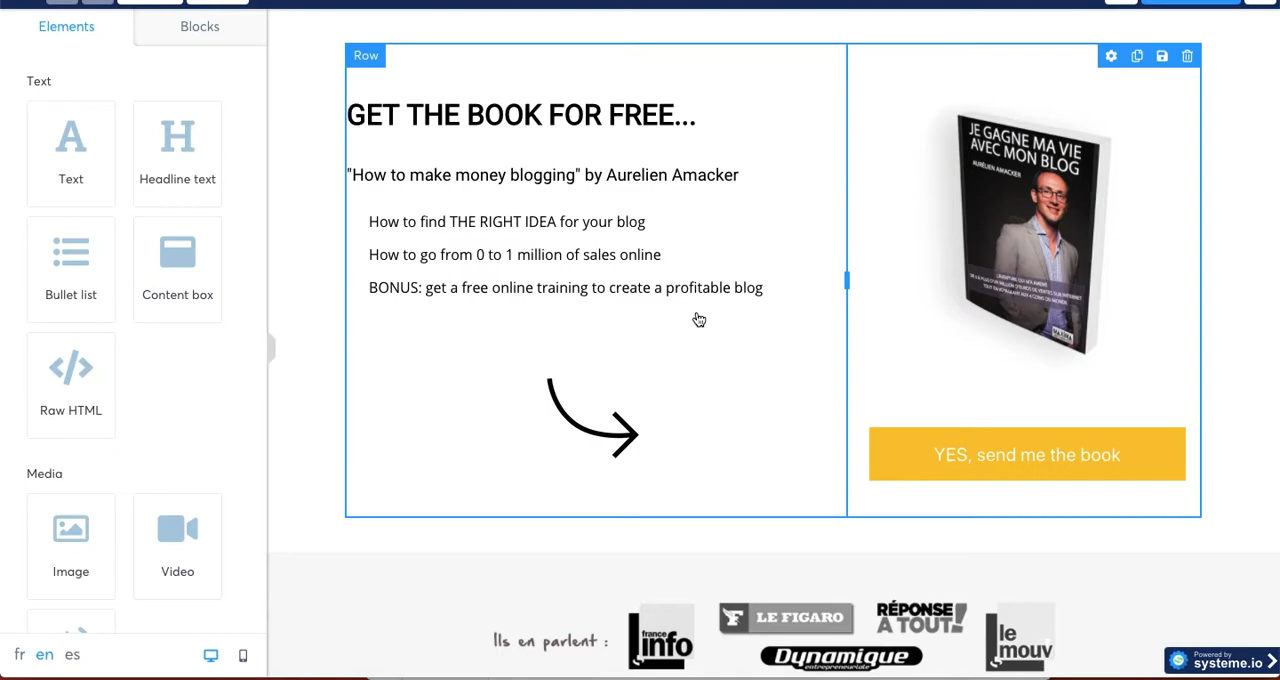 Elements
Blocks
Text
A
H
Text
Headline text
Bullet list
Content box
</>
Raw HTML
Media
Image
Video
fr en es
Row
GET THE BOOK FOR FREE...
"How to make money blogging" by Aurelien Amacker
How to find THE RIGHT IDEA for your blog
How to go from 0 to 1 million of sales online
BONUS: get a free online training to create a profitable blog
JE GAGNE MA VIE
AVEC MON BLOG
AURÉLIEN AMACKER
MAXIMA
YES, send me the book
Ils en parlent :
france
info
LE FIGARO
RÉPONSE
A TOUT!
Dynamique
entrepreneuriale
le
mouv
Powered by
systeme.io